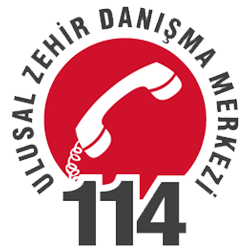 ULUSAL ZEHİR DANIŞMA MERKEZİ
114